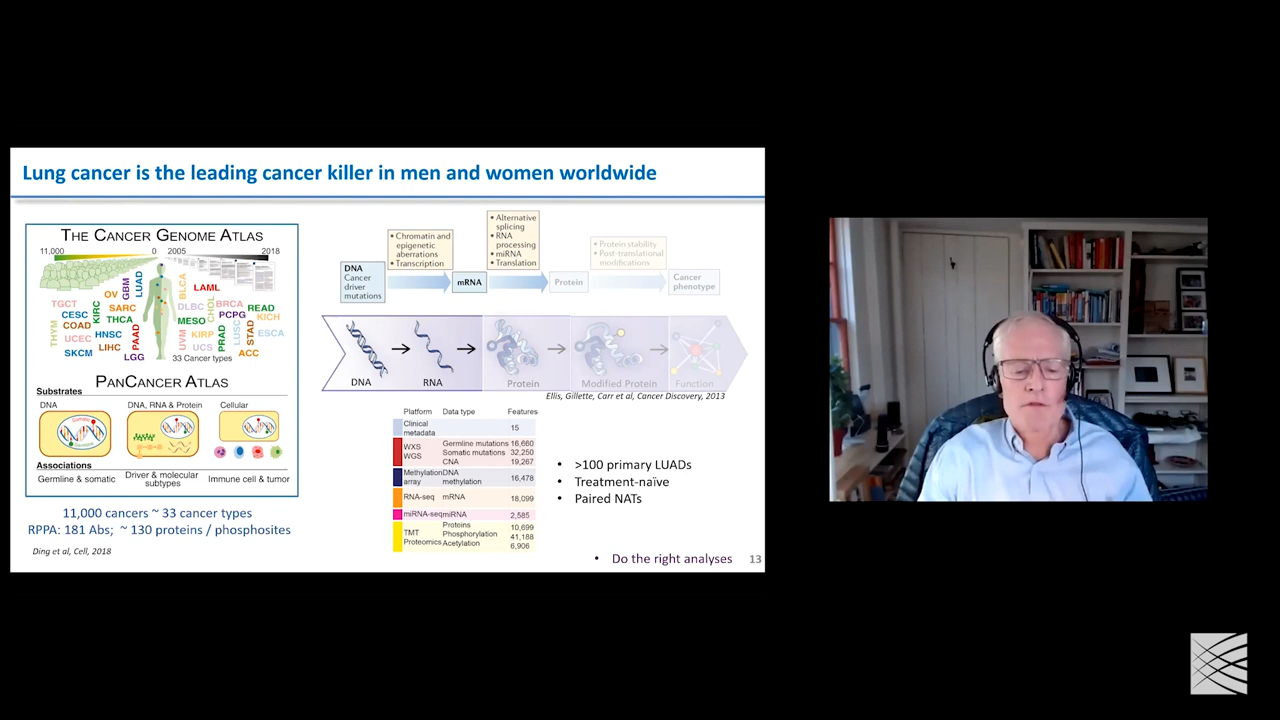 Lung cancer is the leading cancer killer in men and women worldwide
THE CANCER GENOME ATLAS
11,000
0
2005
2018
TGCT
CESC
COAD
UCEC
SKCM
THYM
KIRC
OV
SARC
THCA
HNSC
LIHC
GBM
LUAD
PAAD
LGG
BLCA
LAML
DLBC
CHOL
BRCA
PCPG
READ
KICH
MESO
KIRP
UCS
UVM
PRAD
LUSC
STAD
ESCA
ACC
33 Cancer types
PANCANCER ATLAS
Substrates
DNA
DNA, RNA & Protein
Cellular
Somatic
Germline
Associations
Germline & somatic
Driver & molecular
subtypes
Immune cell & tumor
11,000 cancers ~ 33 cancer types
RPPA: 181 Abs; ~ 130 proteins / phosphosites
Ding et al, Cell, 2018
DNA
Cancer
driver
mutations
• Chromatin and
epigenetic
aberrations
• Transcription
mRNA
• Alternative
splicing
• RNA
processing
• miRNA
• Translation
Protein
• Protein stability
• Post-translational
modifications
Cancer
phenotype
DNA
RNA
Protein
Modified Protein
Function
Ellis, Gillette, Carr et al, Cancer Discovery, 2013
Platform Data type Features
Clinical
metadata 15
WXS
WGS
Germline mutations 16,660
Somatic mutations 32,250
CNA 19,267
Methylation
array
DNA
methylation 16,478
RNA-seq mRNA 18,099
miRNA-seq miRNA 2,585
TMT
Proteomics
Proteins 10,699
Phosphorylation 41,188
Acetylation 6,906
• >100 primary LUADs
• Treatment-naïve
• Paired NATs
• Do the right analyses
13